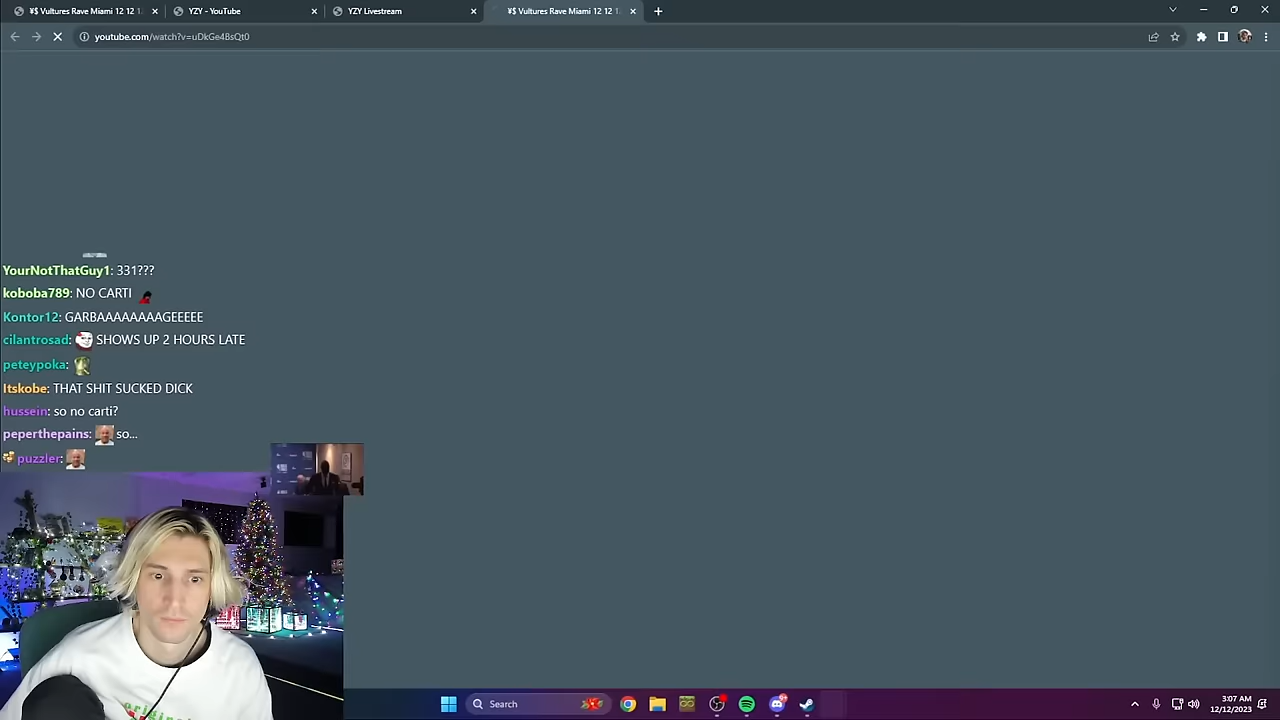 ¥$ Vultures Rave Miami 12 12 1
YZY - YouTube
YZY Livestream
¥$ Vultures Rave Miami 12 12 1
youtube.com/watch?v=uDkGe4BsQt0
YourNotThatGuy1: 331???
koboba789: NO CARTI
Kontor12: GARBAAAAAAAAGEEEEE
cilantrosad: SHOWS UP 2 HOURS LATE
peteypoka:
Itskobe: THAT SHIT SUCKED DICK
hussein: so no carti?
peperthepains: so...
puzzler:
Search
3:07 AM
12/12/2023